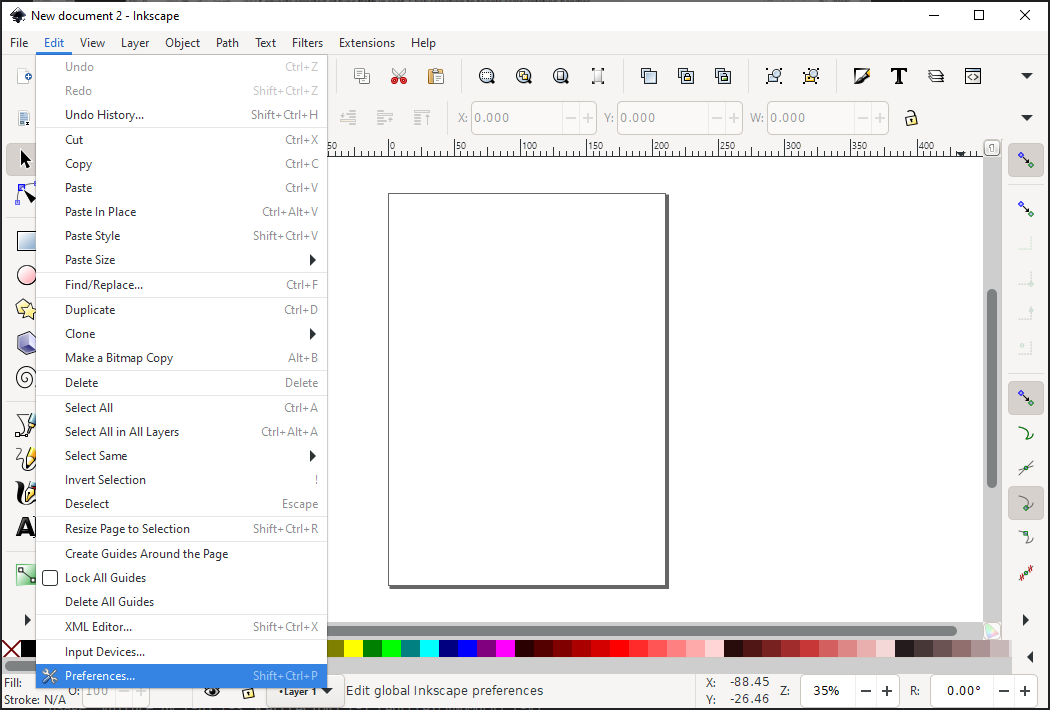 New document 2 - Inkscape
File Edit View Layer Object Path Text Filters Extensions Help
Undo Ctrl+Z
Redo Shift+Ctrl+Z
Undo History... Shift+Ctrl+H
Cut Ctrl+X
Copy Ctrl+C
Paste Ctrl+V
Paste In Place Ctrl+Alt+V
Paste Style Shift+Ctrl+V
Paste Size
Find/Replace... Ctrl+F
Duplicate Ctrl+D
Clone
Make a Bitmap Copy Alt+B
Delete Delete
Select All Ctrl+A
Select All in All Layers Ctrl+Alt+A
Select Same
Invert Selection !
Deselect Escape
Resize Page to Selection Shift+Ctrl+R
Create Guides Around the Page
Lock All Guides
Delete All Guides
XML Editor... Shift+Ctrl+X
Input Devices...
Preferences... Shift+Ctrl+P
X: 0.000 Y: 0.000 W: 0.000
50 0 50 100 150 200 250 300 350 400
Fill: O: 100 •Layer 1 Edit global Inkscape preferences X: -88.45 Z: 35% R: 0.00°
Stroke: N/A Y: -26.46